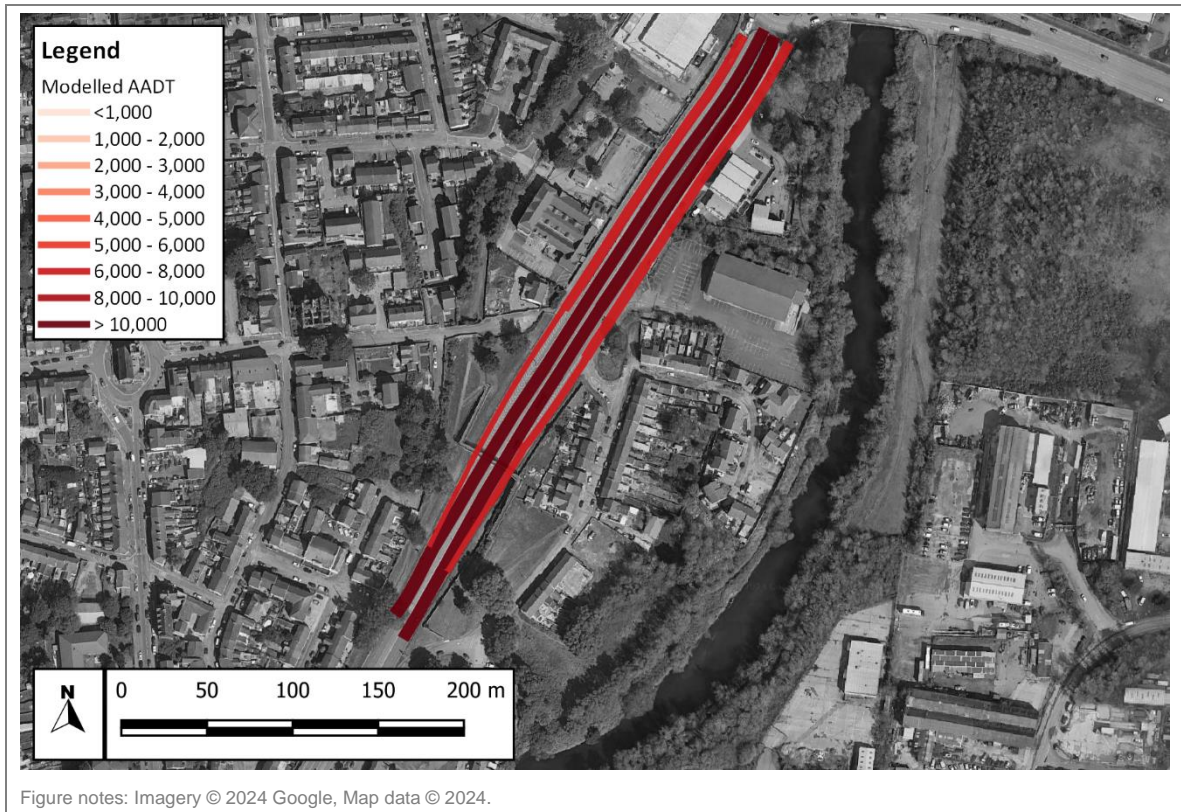 Legend
Modelled AADT
<1,000
1,000 - 2,000
2,000 - 3,000
3,000 - 4,000
4,000 - 5,000
5,000 - 6,000
6,000 - 8,000
8,000 - 10,000
> 10,000
N
0 50 100 150 200 m
Figure notes: Imagery © 2024 Google, Map data © 2024.